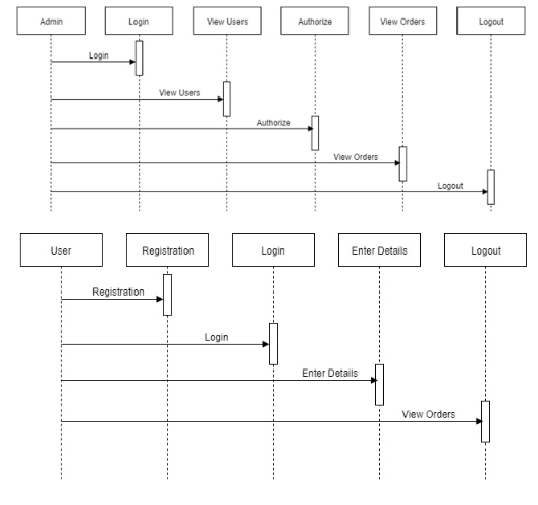 Admin
Login
View Users
Authorize
View Orders
Logout
Login
View Users
Authorize
View Orders
Logout
User
Registration
Login
Enter Details
Logout
Registration
Login
Enter Details
View Orders